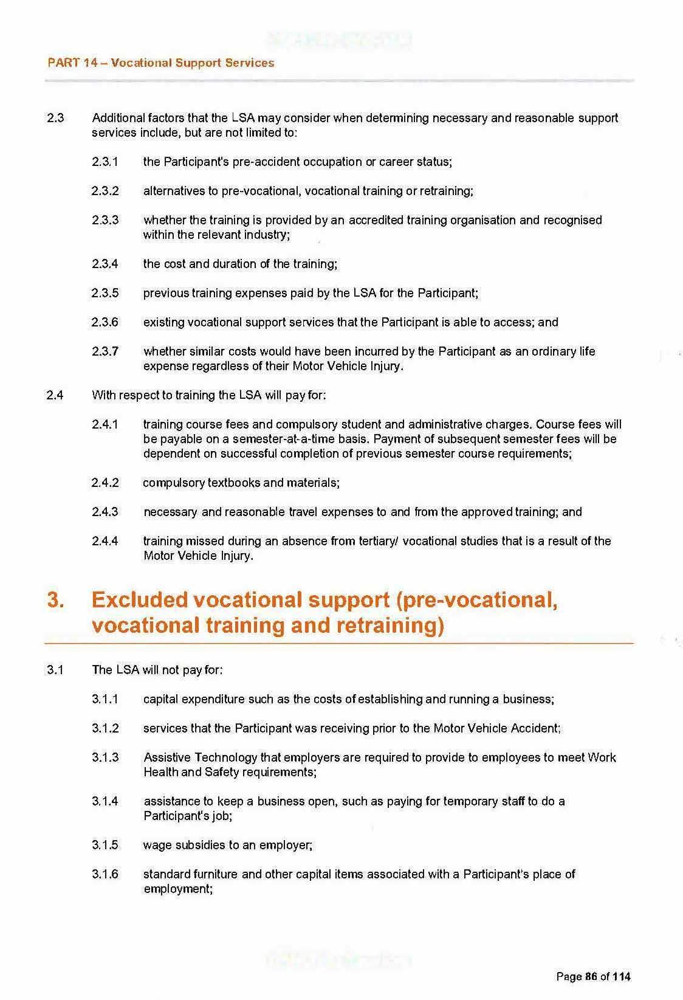 PART 14 – Vocational Support Services
2.3 Additional factors that the LSA may consider when determining necessary and reasonable support
services include, but are not limited to:
2.3.1 the Participant's pre-accident occupation or career status;
2.3.2 alternatives to pre-vocational, vocational training or retraining;
2.3.3 whether the training is provided by an accredited training organisation and recognised
within the relevant industry;
2.3.4 the cost and duration of the training;
2.3.5 previous training expenses paid by the LSA for the Participant;
2.3.6 existing vocational support services that the Participant is able to access; and
2.3.7 whether similar costs would have been incurred by the Participant as an ordinary life
expense regardless of their Motor Vehicle Injury.
2.4 With respect to training the LSA will pay for:
2.4.1 training course fees and compulsory student and administrative charges. Course fees will
be payable on a semester-at-a-time basis. Payment of subsequent semester fees will be
dependent on successful completion of previous semester course requirements;
2.4.2 compulsory textbooks and materials;
2.4.3 necessary and reasonable travel expenses to and from the approved training; and
2.4.4 training missed during an absence from tertiary/ vocational studies that is a result of the
Motor Vehicle Injury.
3. Excluded vocational support (pre-vocational,
vocational training and retraining)
3.1 The LSA will not pay for:
3.1.1 capital expenditure such as the costs of establishing and running a business;
3.1.2 services that the Participant was receiving prior to the Motor Vehicle Accident;
3.1.3 Assistive Technology that employers are required to provide to employees to meet Work
Health and Safety requirements;
3.1.4 assistance to keep a business open, such as paying for temporary staff to do a
Participant's job;
3.1.5 wage subsidies to an employer;
3.1.6 standard furniture and other capital items associated with a Participant's place of
employment;
Page 86 of 114